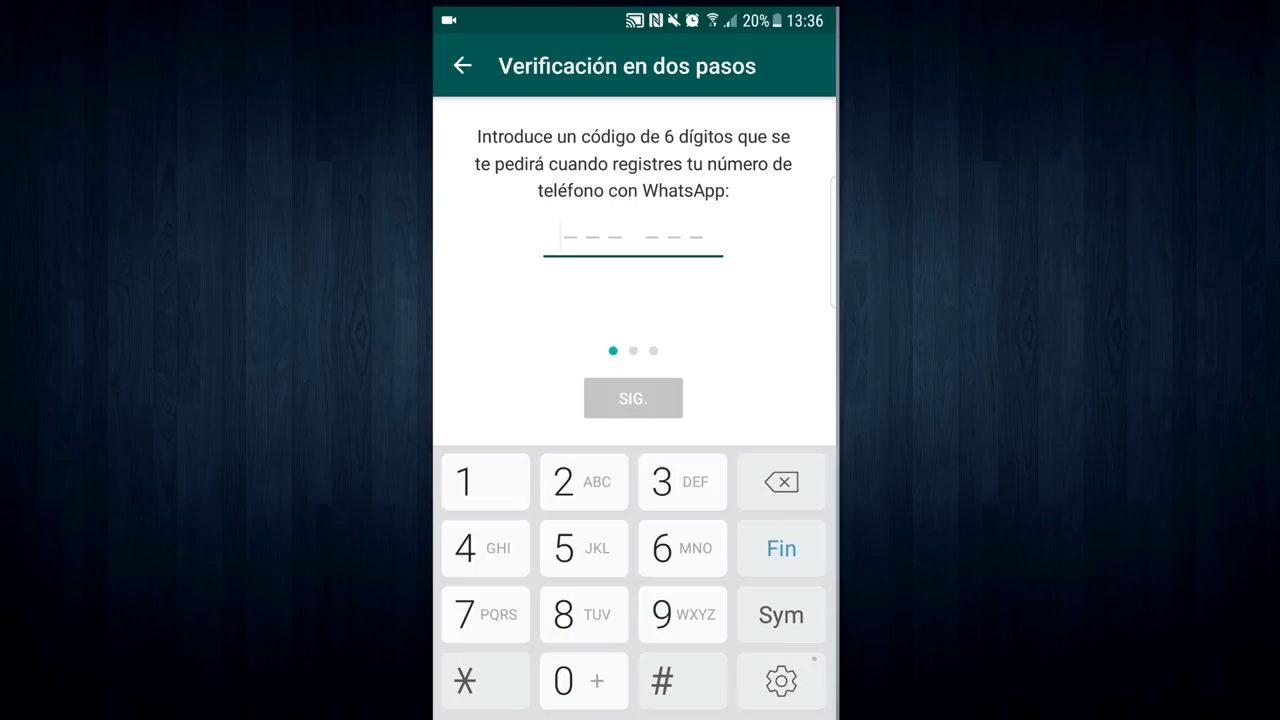 20% 13:36
Verificación en dos pasos
Introduce un código de 6 dígitos que se
te pedirá cuando registres tu número de
teléfono con WhatsApp:
SIG.
1 2 ABC 3 DEF
4 GHI 5 JKL 6 MNO Fin
7 PQRS 8 TUV 9 WXYZ Sym
* 0 + #